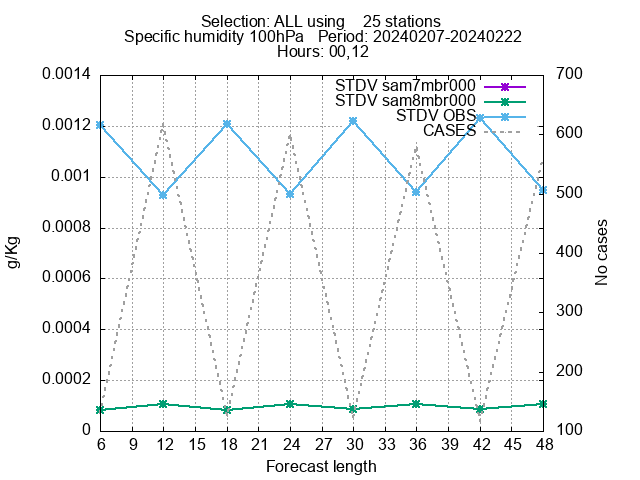 Selection: ALL using    25 stations
Specific humidity 100hPa   Period: 20240207-20240222
Hours: 00,12
0.0014
0.0012
0.001
0.0008
0.0006
0.0004
0.0002
0
g/Kg
STDV sam7mbr000
STDV sam8mbr000
STDV OBS
CASES
700
600
500
400
300
200
100
No cases
6 9 12 15 18 21 24 27 30 33 36 39 42 45 48
Forecast length